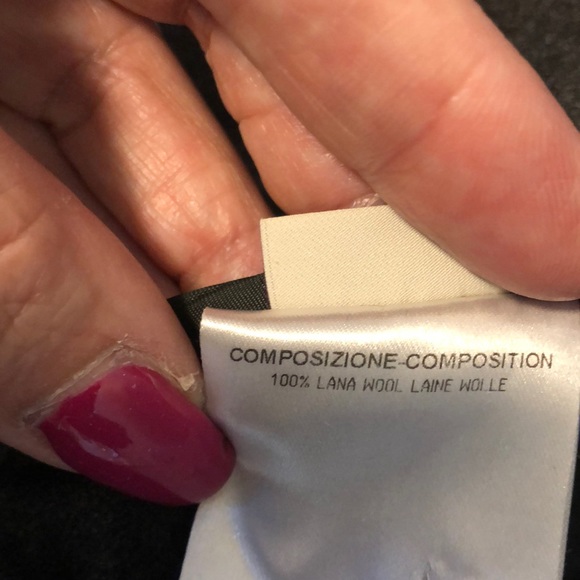 COMPOSIZIONE-COMPOSITION
100% LANA WOOL LAINE WOLLE